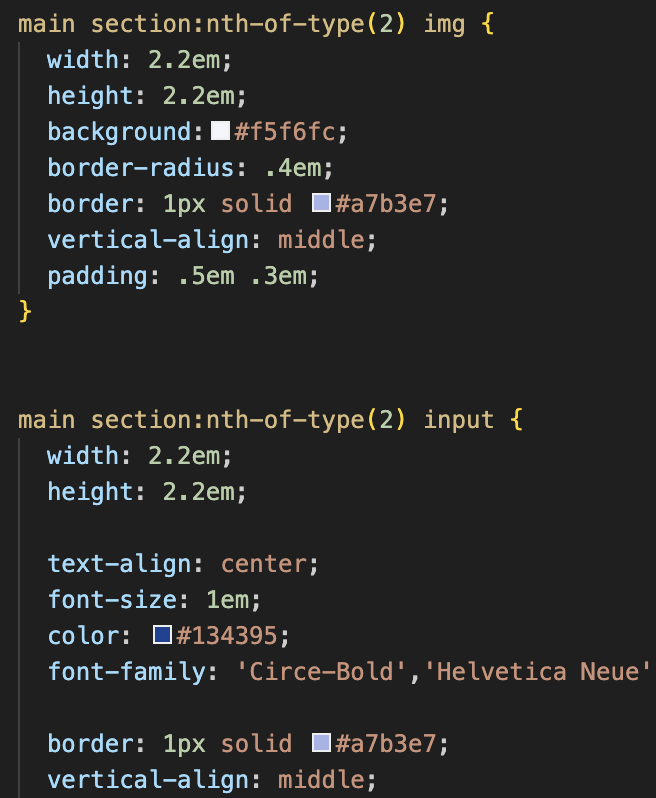 main section:nth-of-type(2) img {
width: 2.2em;
height: 2.2em;
background: #f5f6fc;
border-radius: .4em;
border: 1px solid #a7b3e7;
vertical-align: middle;
padding: .5em .3em;
}
main section:nth-of-type(2) input {
width: 2.2em;
height: 2.2em;
text-align: center;
font-size: 1em;
color: #134395;
font-family: 'Circe-Bold','Helvetica Neue'
border: 1px solid #a7b3e7;
vertical-align: middle;